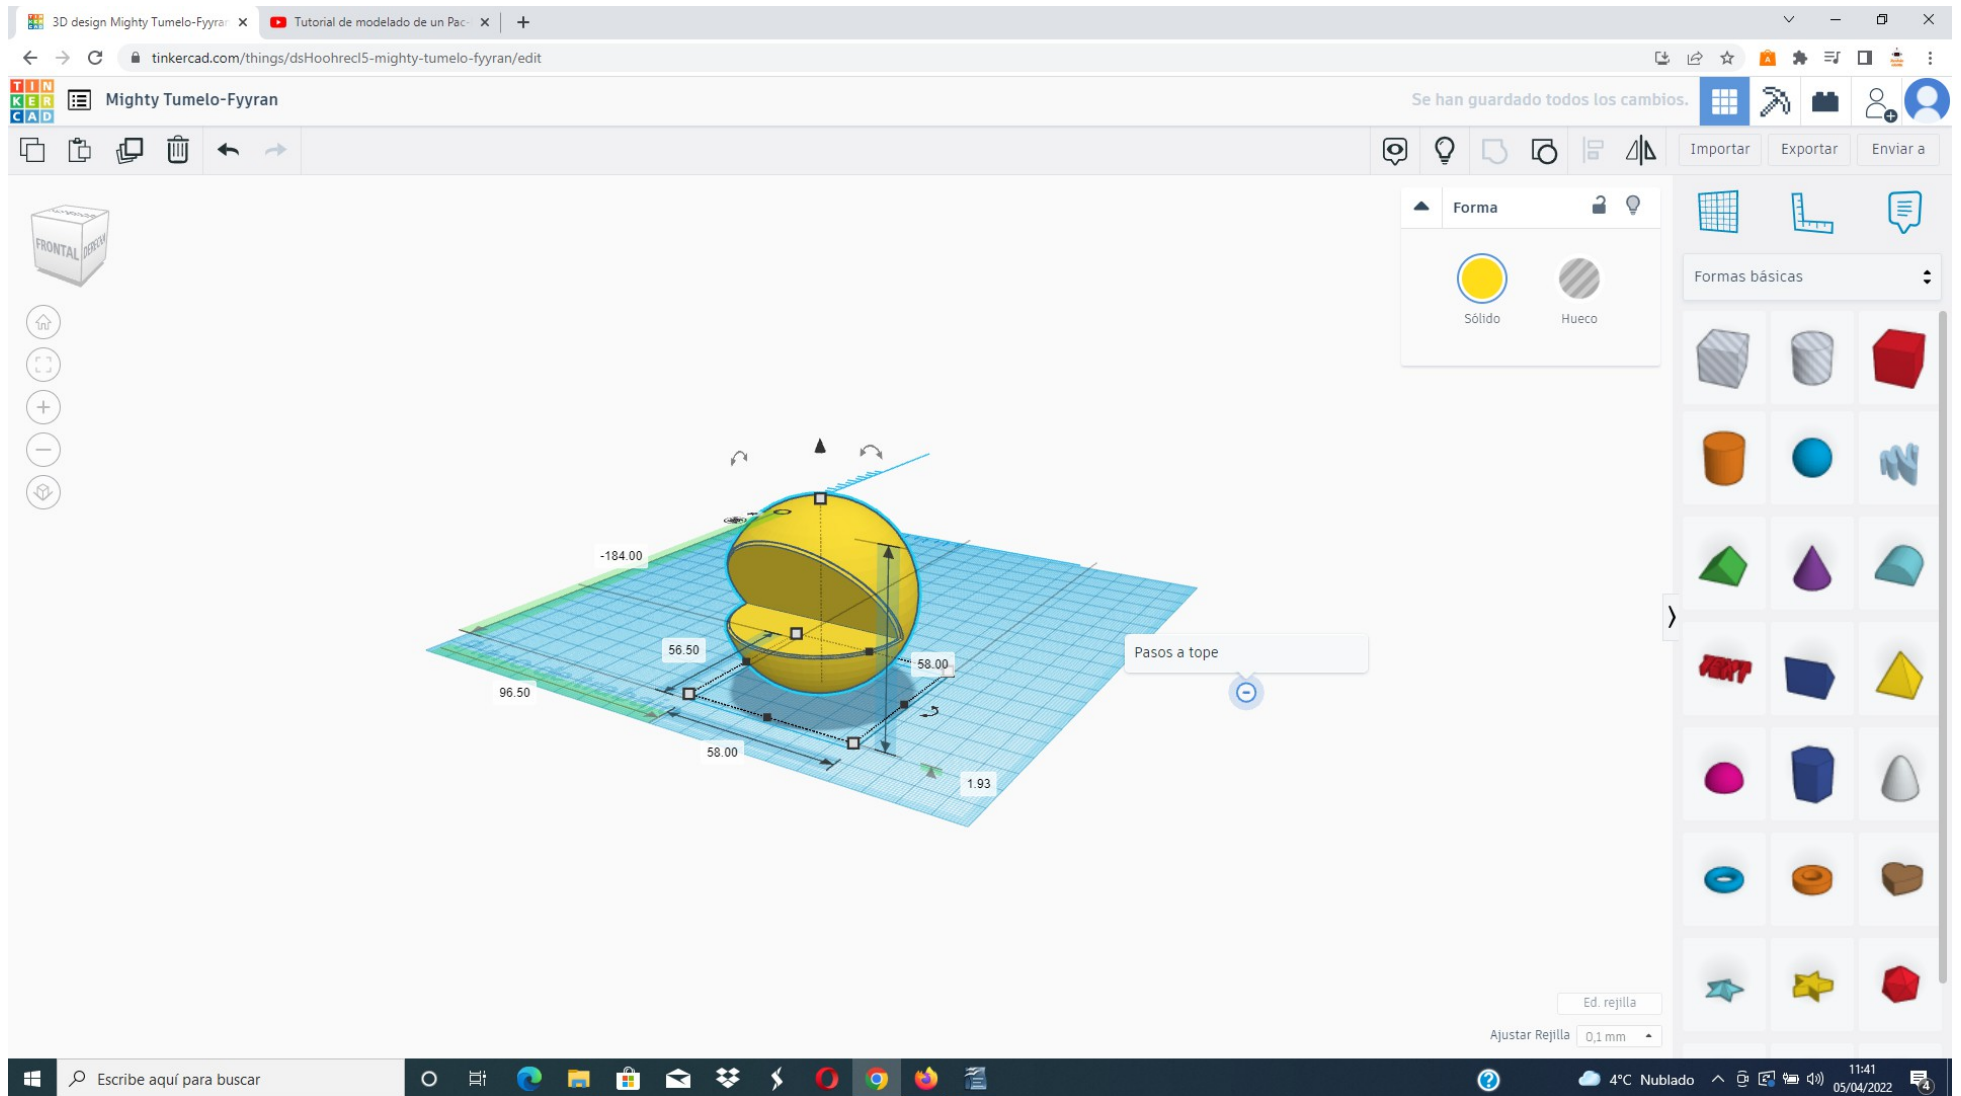 3D design Mighty Tumelo-Fyyran
Tutorial de modelado de un Pac-
tinkercad.com/things/dsHoohrecl5-mighty-tumelo-fyyran/edit
TIN
KER
CAD
Mighty Tumelo-Fyyran
Se han guardado todos los cambios.
Importar
Exportar
Enviar a
FRONTAL
DERECHA
Forma
Sólido
Hueco
Formas básicas
-184.00
56.50
58.00
96.50
58.00
1.93
Pasos a tope
TEXT
Ed. rejilla
Ajustar Rejilla
0,1 mm
Escribe aquí para buscar
4°C Nublado
11:41
05/04/2022
4